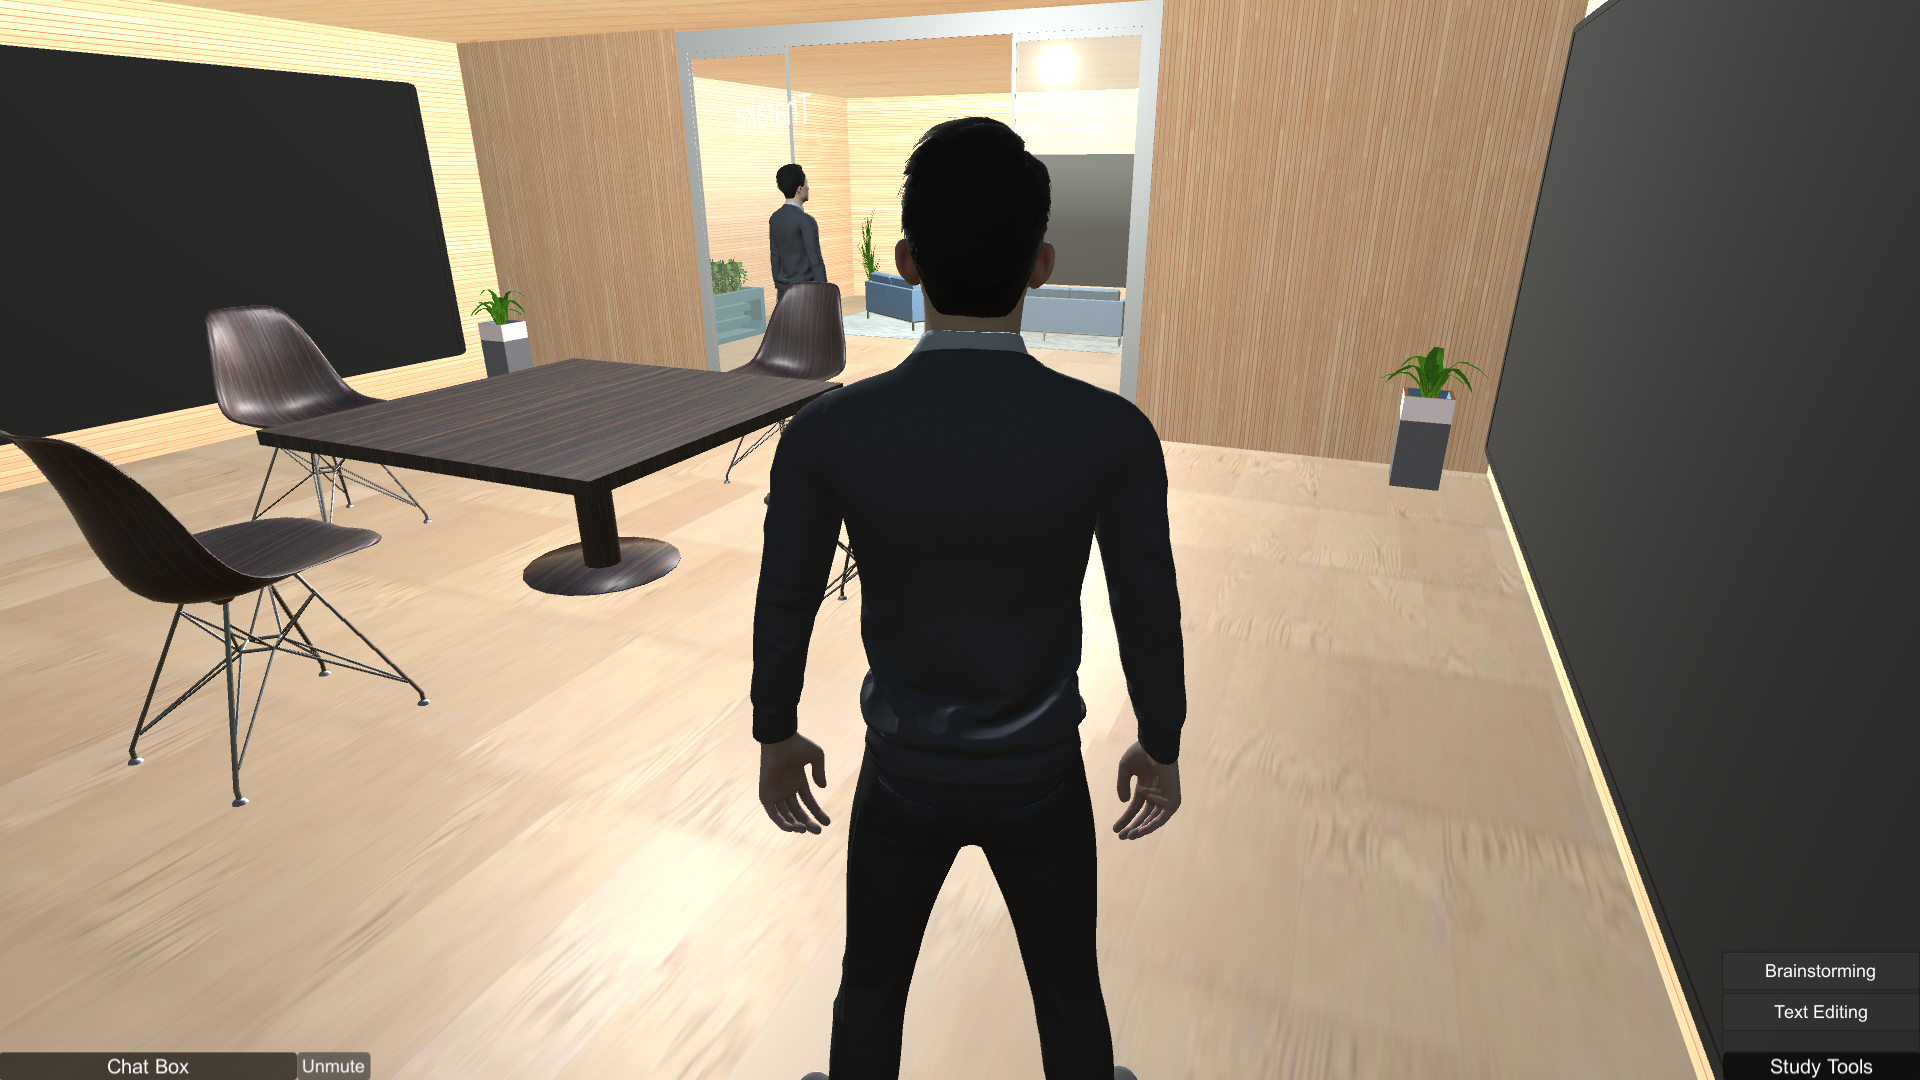 Brainstorming
Text Editing
Chat Box
Unmute
Study Tools